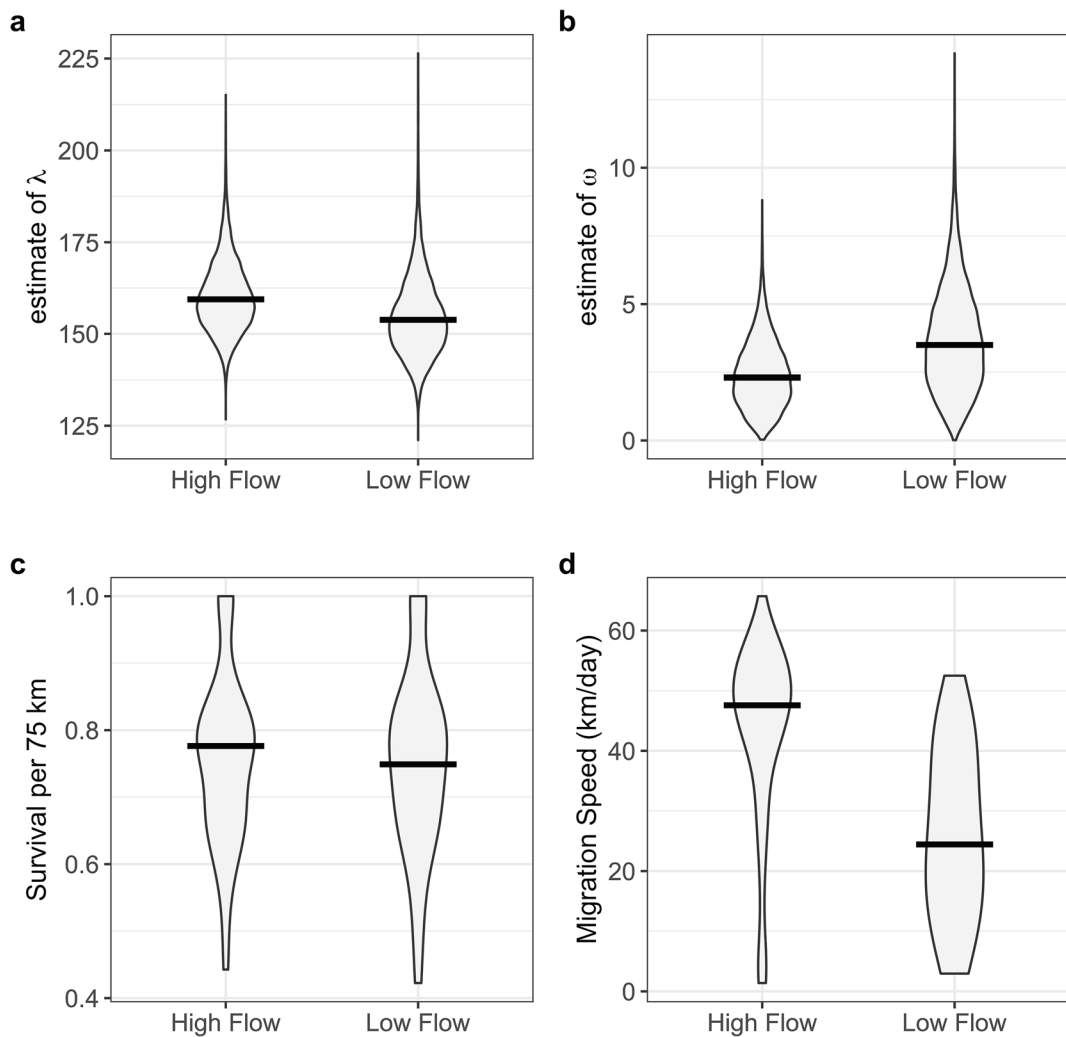 a
estimate of λ
225
200
175
150
125
High Flow Low Flow
b
estimate of ω
10
5
0
High Flow Low Flow
c
Survival per 75 km
1.0
0.8
0.6
0.4
High Flow Low Flow
d
Migration Speed (km/day)
60
40
20
0
High Flow Low Flow